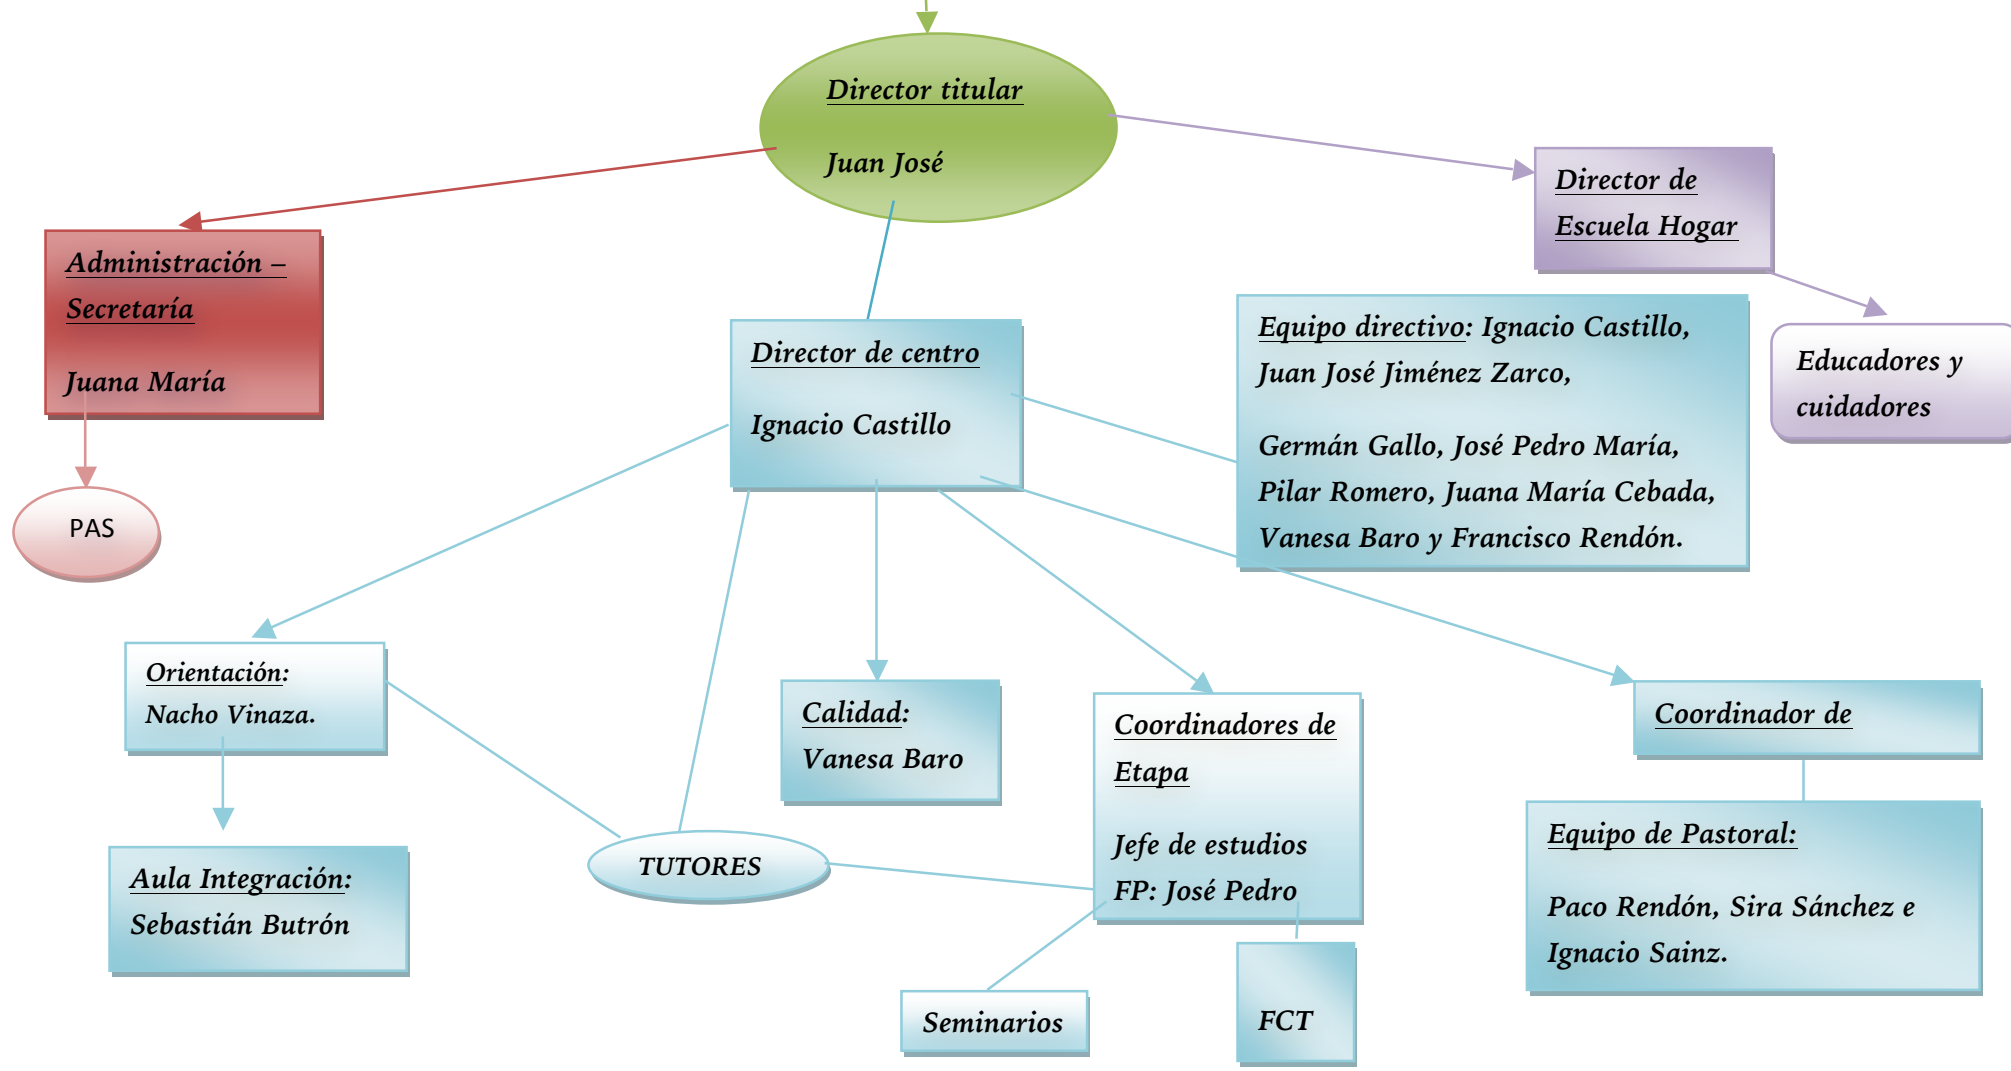 Director titular
Juan José
Director de
Escuela Hogar
Administración –
Secretaría
Juana María
Director de centro
Ignacio Castillo
Equipo directivo: Ignacio Castillo,
Juan José Jiménez Zarco,
Germán Gallo, José Pedro María,
Pilar Romero, Juana María Cebada,
Vanesa Baro y Francisco Rendón.
Educadores y
cuidadores
PAS
Orientación:
Nacho Vinaza.
Calidad:
Vanesa Baro
Coordinadores de
Etapa
Jefe de estudios
FP: José Pedro
Coordinador de
Equipo de Pastoral:
Paco Rendón, Sira Sánchez e
Ignacio Sainz.
Aula Integración:
Sebastián Butrón
TUTORES
Seminarios
FCT